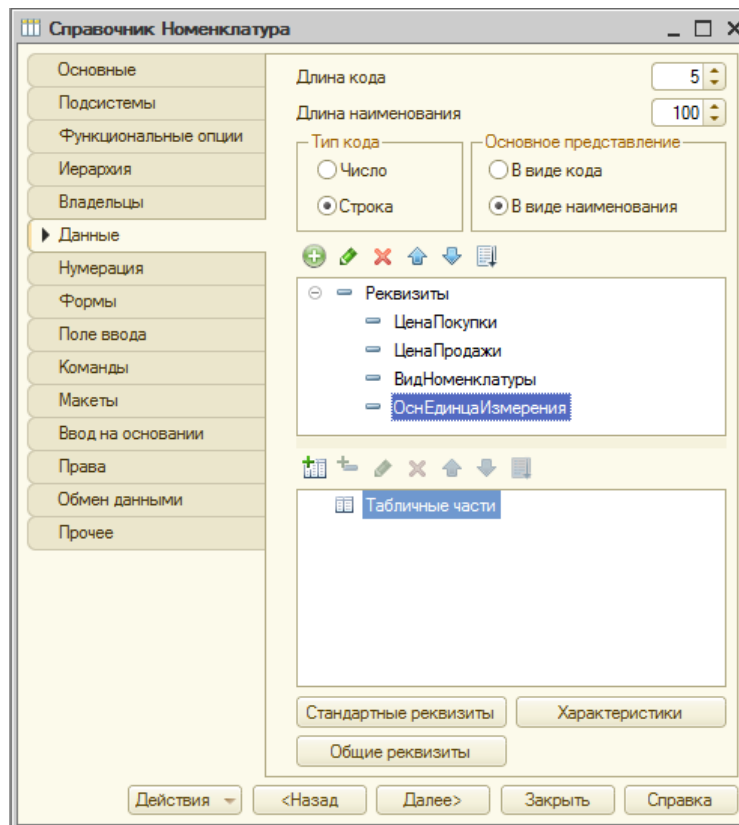 Справочник Номенклатура
Основные
Подсистемы
Функциональные опции
Иерархия
Владельцы
Данные
Нумерация
Формы
Поле ввода
Команды
Макеты
Ввод на основании
Права
Обмен данными
Прочее
Длина кода 5
Длина наименования 100
Тип кода
Число
Строка
Основное представление
В виде кода
В виде наименования
Реквизиты
ЦенаПокупки
ЦенаПродажи
ВидНоменклатуры
ОснЕдинцаИзмерения
Табличные части
Стандартные реквизиты Характеристики
Общие реквизиты
Действия <Назад Далее> Закрыть Справка